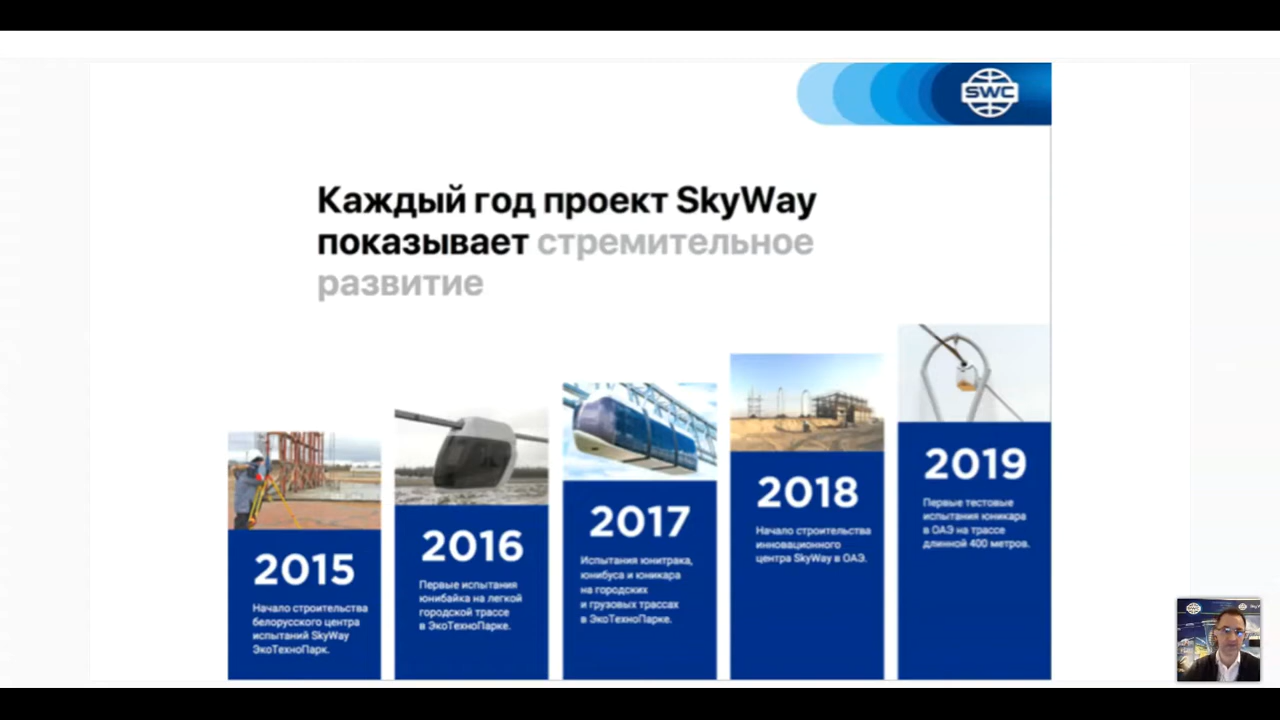 SWC
Каждый год проект SkyWay
показывает стремительное
развитие
2015
Начало строительства
белорусского центра
испытаний SkyWay
ЭкоТехноПарк.
2016
Первые испытания
юнибайка на легкой
городской трассе
в ЭкоТехноПарке.
2017
Испытания юнитрака,
юнибуса и юникара
на городских
и грузовых трассах
в ЭкоТехноПарке.
2018
Начало строительства
инновационного
центра SkyWay в ОАЭ.
2019
Первые тестовые
испытания юникара
в ОАЭ на трассе
длинной 400 метров.